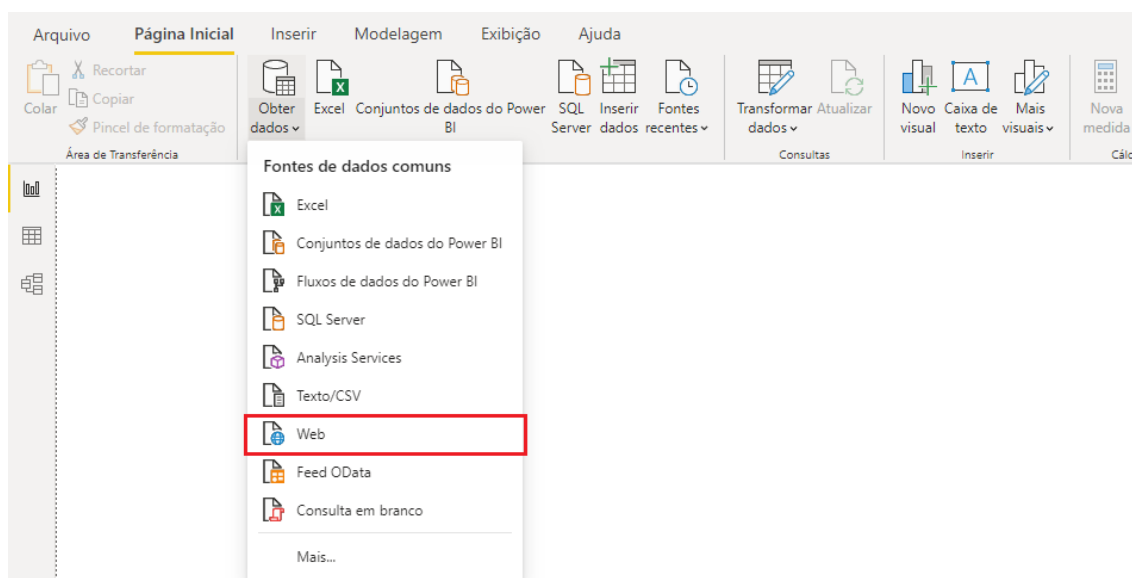 Arquivo Página Inicial Inserir Modelagem Exibição Ajuda
Colar
Recortar
Copiar
Pincel de formatação
Área de Transferência
Obter
dados
Excel
Conjuntos de dados do Power
BI
SQL
Server
Inserir
dados
Fontes
recentes
Transformar
dados
Atualizar
Consultas
Novo
visual
A
Caixa de
texto
Mais
visuais
Inserir
Nova
medida
Cálc
Fontes de dados comuns
Excel
Conjuntos de dados do Power BI
Fluxos de dados do Power BI
SQL Server
Analysis Services
Texto/CSV
Web
Feed OData
Consulta em branco
Mais...